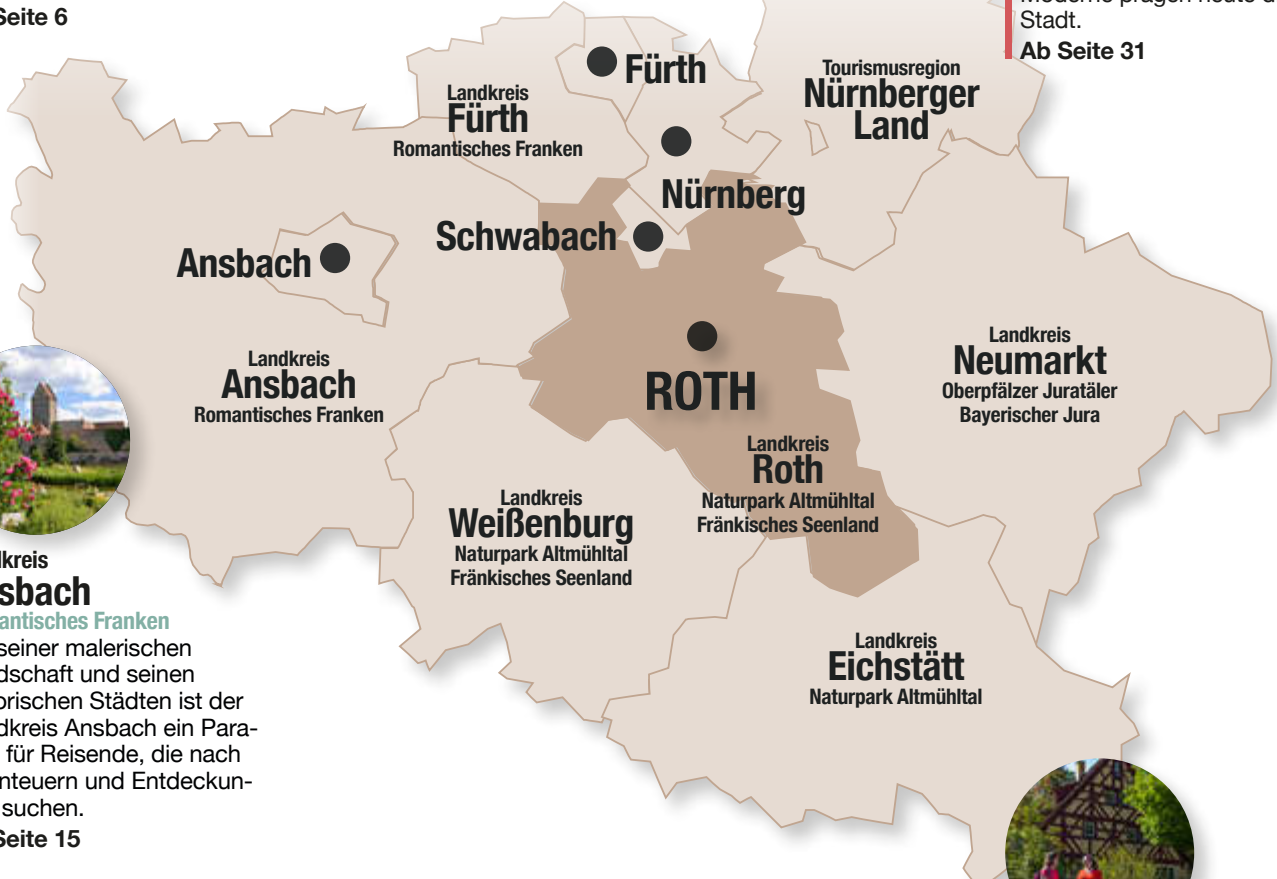 Seite 6
Stadt.
Ab Seite 31
Fürth
Landkreis
Fürth
Romantisches Franken
Tourismusregion
Nürnberger
Land
Nürnberg
Schwabach
Ansbach
Landkreis
Ansbach
Romantisches Franken
ROTH
Landkreis
Neumarkt
Oberpfälzer Juratäler
Bayerischer Jura
Landkreis
Roth
Naturpark Altmühltal
Fränkisches Seenland
Landkreis
Weißenburg
Naturpark Altmühltal
Fränkisches Seenland
Landkreis
Eichstätt
Naturpark Altmühltal
dkreis
sbach
antisches Franken
seiner malerischen
dschaft und seinen
orischen Städten ist der
dkreis Ansbach ein Para-
für Reisende, die nach
nteuern und Entdeckun-
suchen.
Seite 15